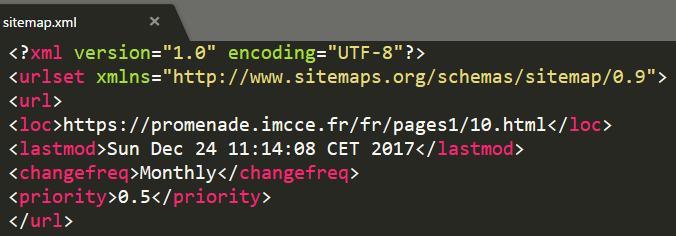 sitemap.xml ×
<?xml version="1.0" encoding="UTF-8"?>
<urlset xmlns="http://www.sitemaps.org/schemas/sitemap/0.9">
<url>
<loc>https://promenade.imcce.fr/fr/pages1/10.html</loc>
<lastmod>Sun Dec 24 11:14:08 CET 2017</lastmod>
<changefreq>Monthly</changefreq>
<priority>0.5</priority>
</url>